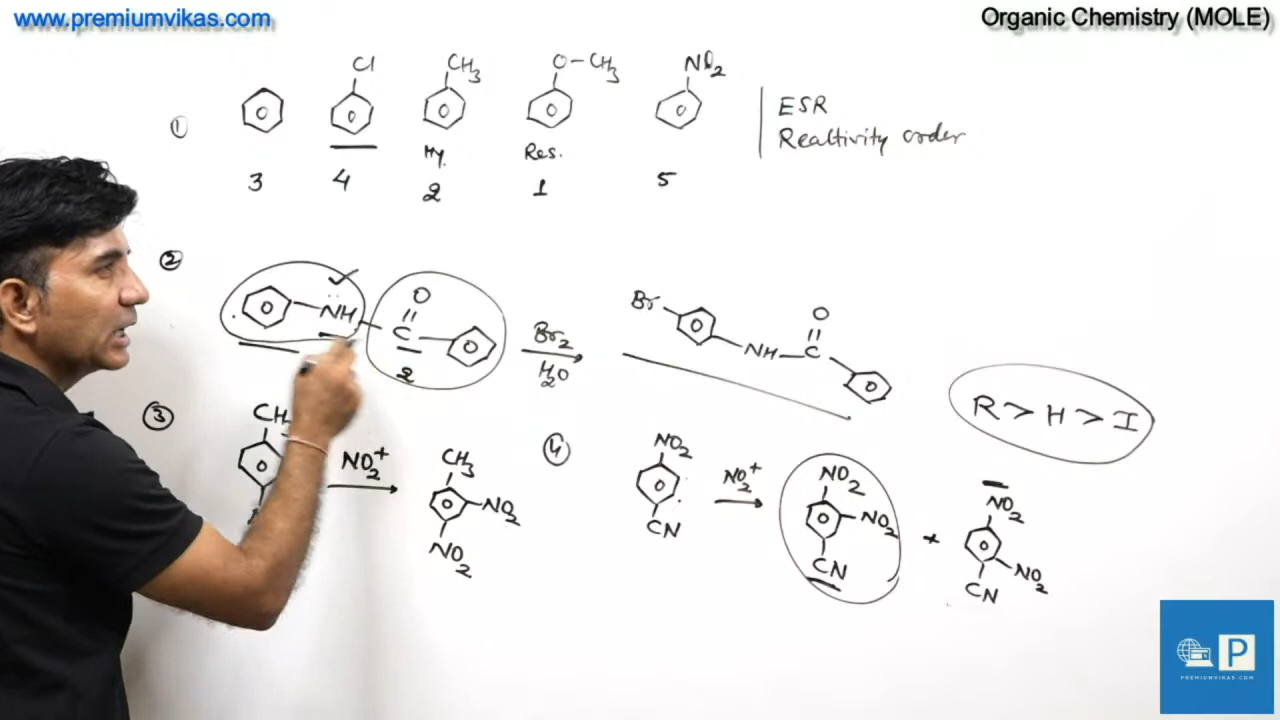 www.premiumvikas.com
Organic Chemistry (MOLE)
Cl CH3 O-CH3 NO2
① ESR
Realtivity order
Hy. Res.
3 4 2 1 5
②
NH O
C
2
Br2
H2O
Br
NH C
O
R > H > I
③ CH
NO2+
CH3
NO2
NO2
④ NO2
CN
NO2+
NO2
NO2
CN
+
NO2
NO2
CN
P
PREMIUMVIKAS.COM